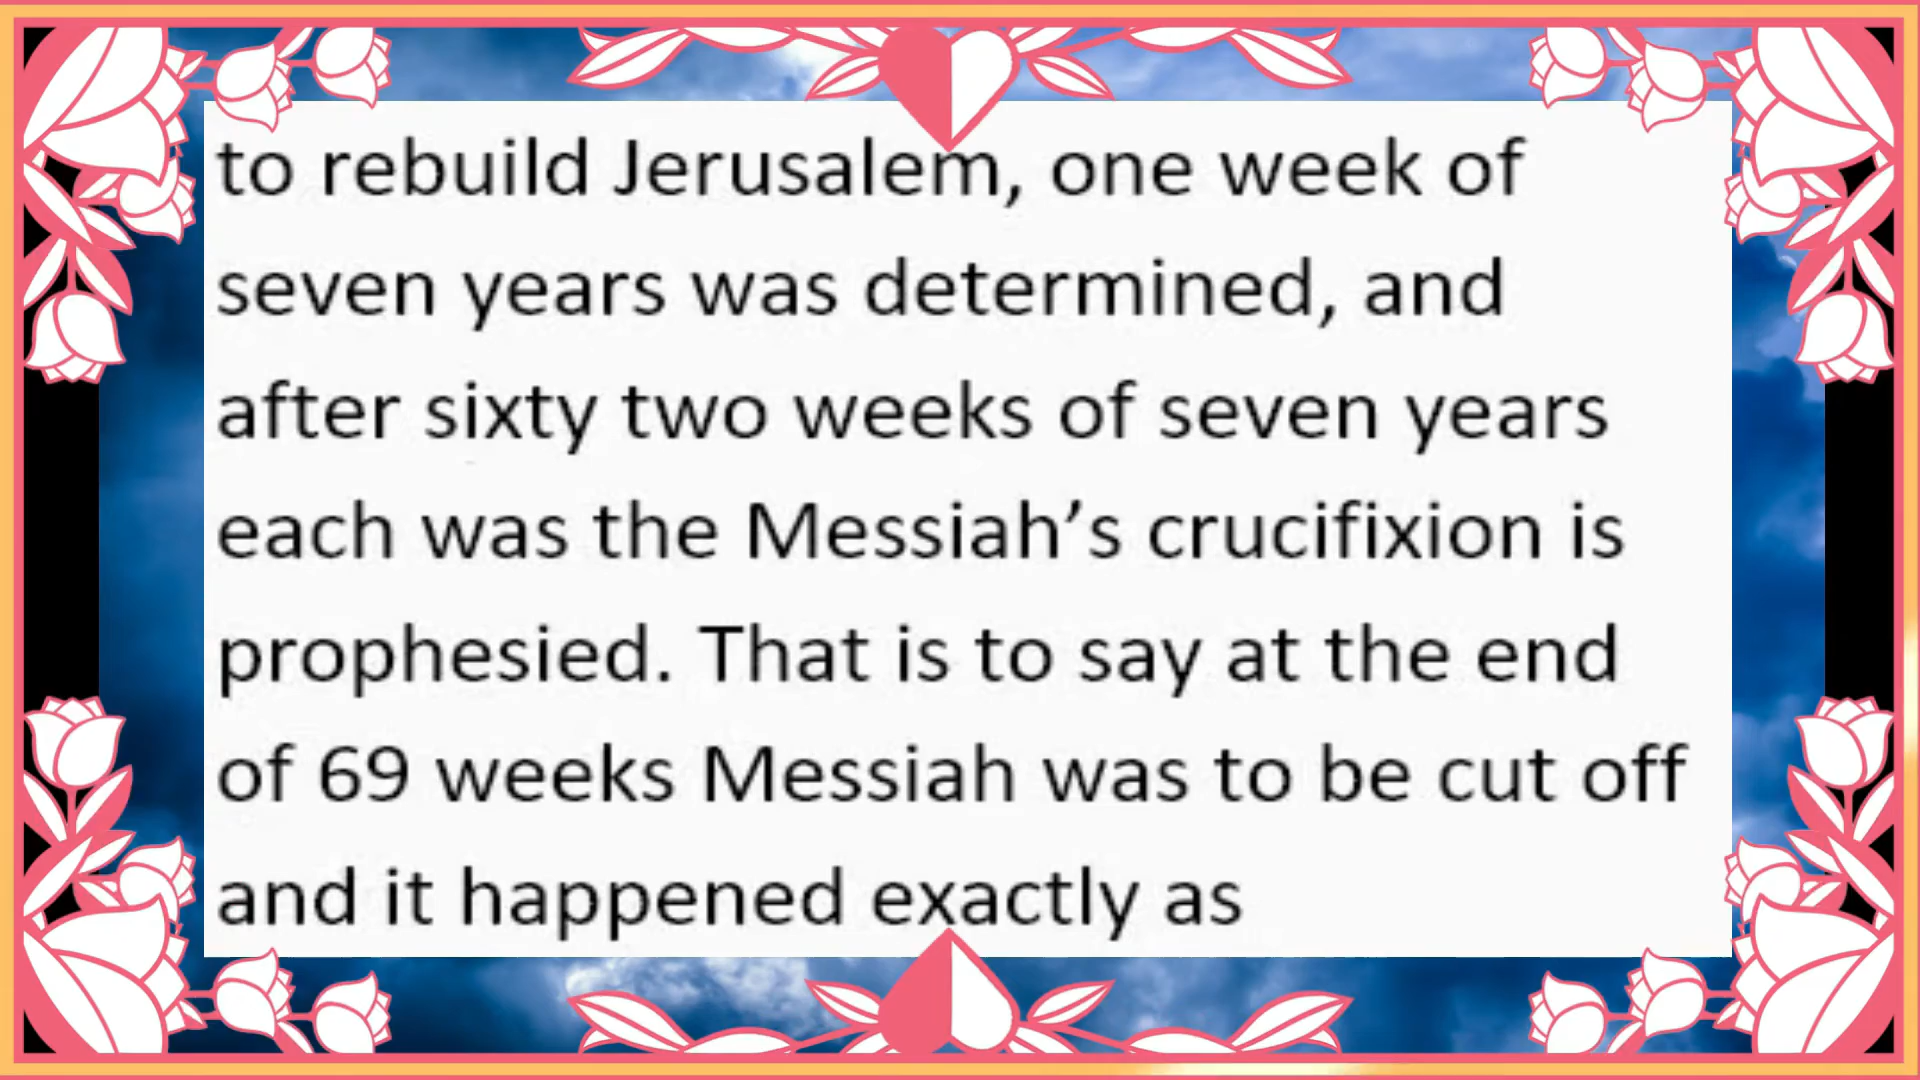 to rebuild Jerusalem, one week of
seven years was determined, and
after sixty two weeks of seven years
each was the Messiah’s crucifixion is
prophesied. That is to say at the end
of 69 weeks Messiah was to be cut off
and it happened exactly as